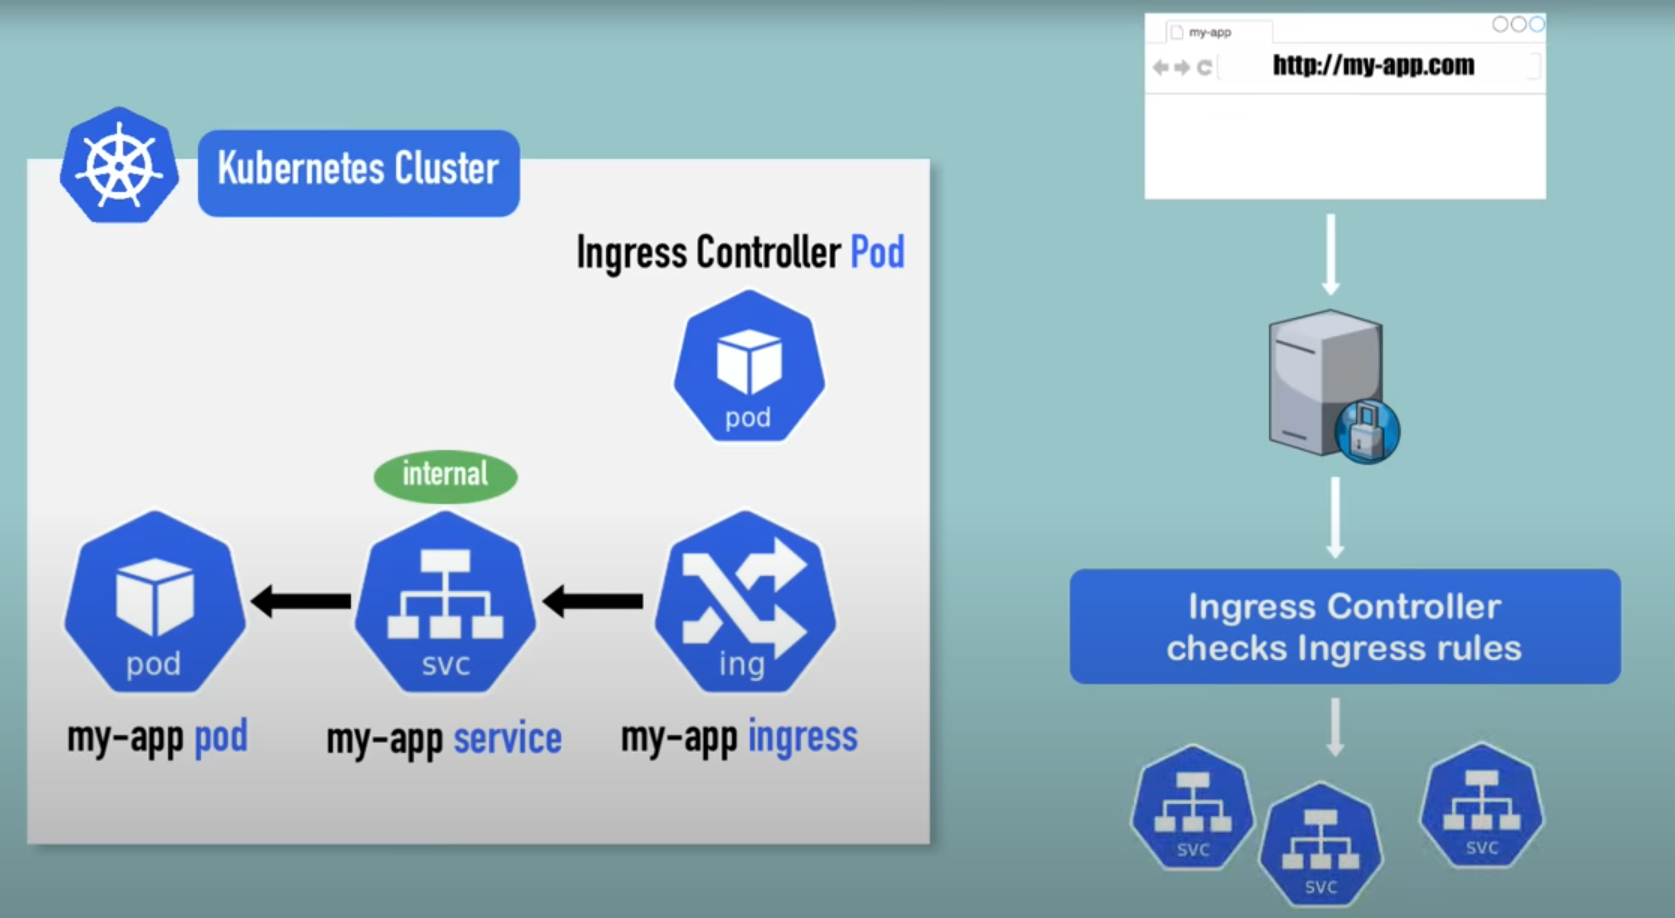 my-app
http://my-app.com
Kubernetes Cluster
Ingress Controller Pod
pod
internal
pod
svc
ing
my-app pod
my-app service
my-app ingress
Ingress Controller
checks Ingress rules
svc
svc
svc